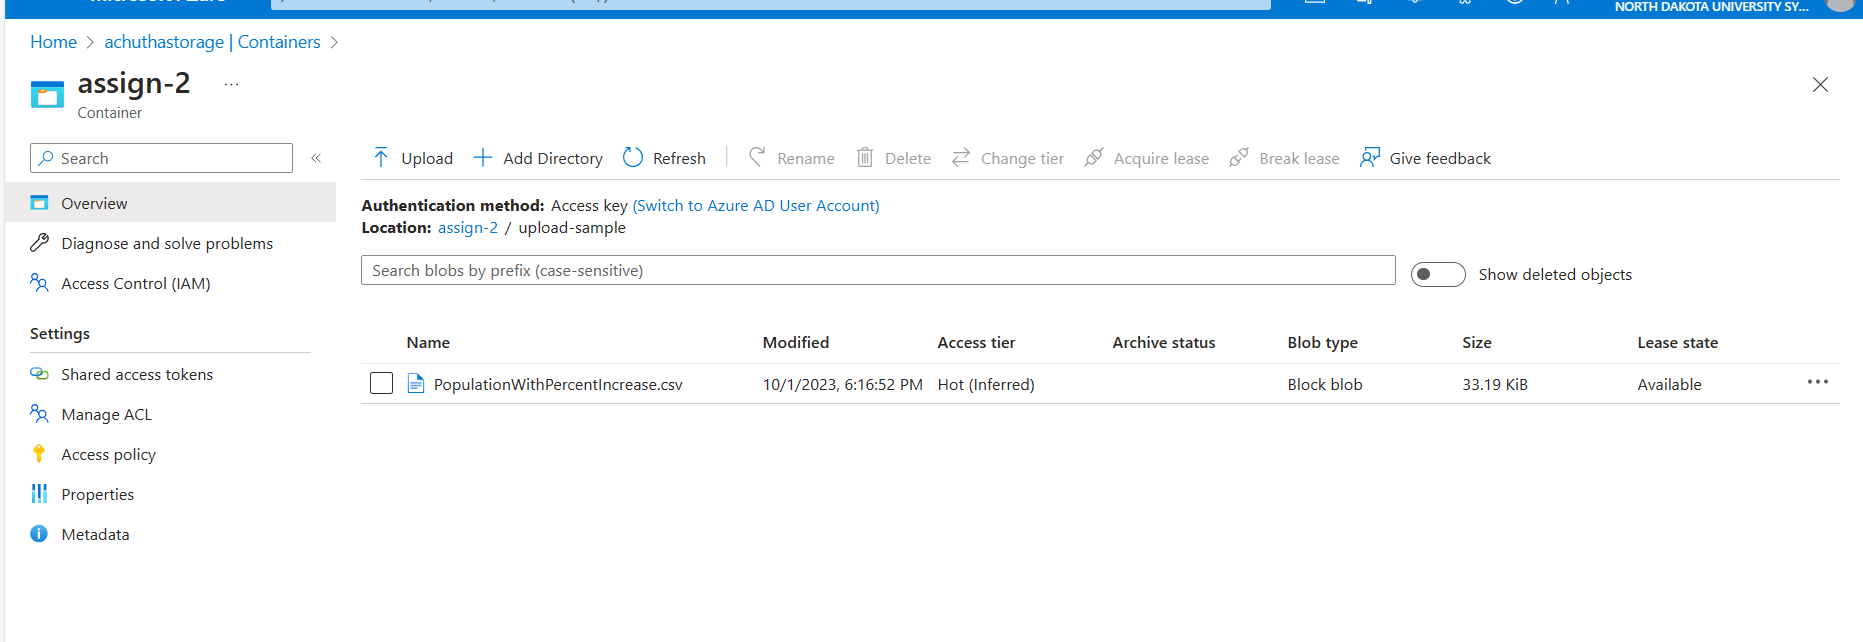 Microsoft Azure
NORTH DAKOTA UNIVERSITY SY...
Home > achuthastorage | Containers >
assign-2 ...
Container
Search «
Upload Add Directory Refresh Rename Delete Change tier Acquire lease Break lease Give feedback
Overview
Diagnose and solve problems
Access Control (IAM)
Settings
Shared access tokens
Manage ACL
Access policy
Properties
Metadata
Authentication method: Access key (Switch to Azure AD User Account)
Location: assign-2 / upload-sample
Search blobs by prefix (case-sensitive)
Show deleted objects
Name Modified Access tier Archive status Blob type Size Lease state
PopulationWithPercentIncrease.csv 10/1/2023, 6:16:52 PM Hot (Inferred) Block blob 33.19 KiB Available ...